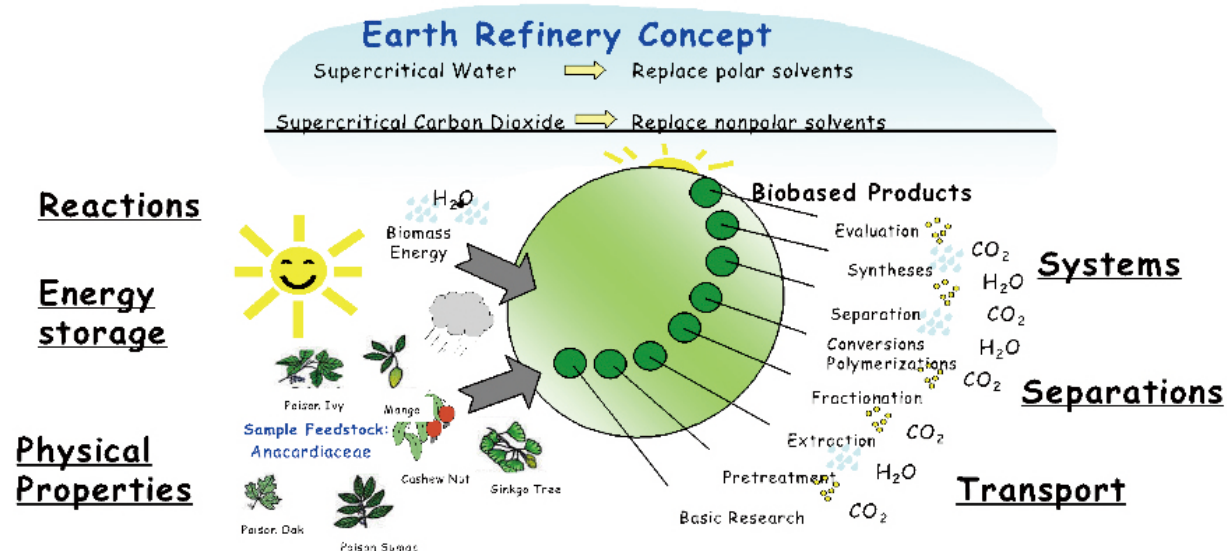 Earth Refinery Concept
Supercritical Water Replace polar solvents
Supercritical Carbon Dioxide Replace nonpolar solvents
Reactions
H₂O
Biomass
Energy
Biobased Products
Evaluation
CO₂
Syntheses
Systems
H₂O
Energy
storage
Separation
CO₂
Conversions
Polymerizations
H₂O
CO₂
Separations
Fractionation
Poison Ivy
Mango
Sample Feedstock:
Anacardiaceae
Extraction
CO₂
Physical
Properties
Cashew Nut
Ginkgo Tree
Pretreatment
H₂O
Transport
Basic Research
CO₂
Poison Oak
Poison Sumac